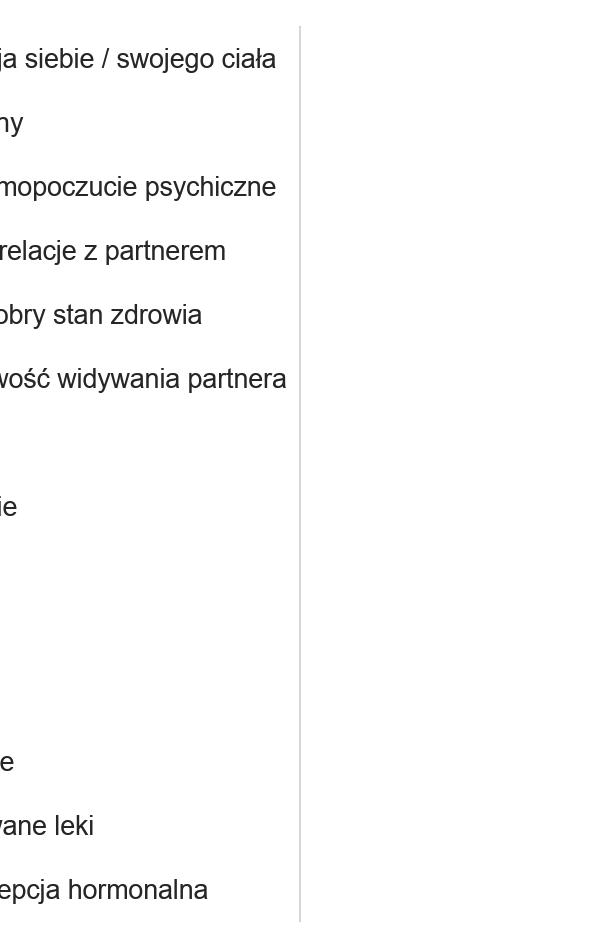 ja siebie / swojego ciała
ny
mopoczucie psychiczne
relacje z partnerem
obry stan zdrowia
wość widywania partnera
ie
e
wane leki
epcja hormonalna